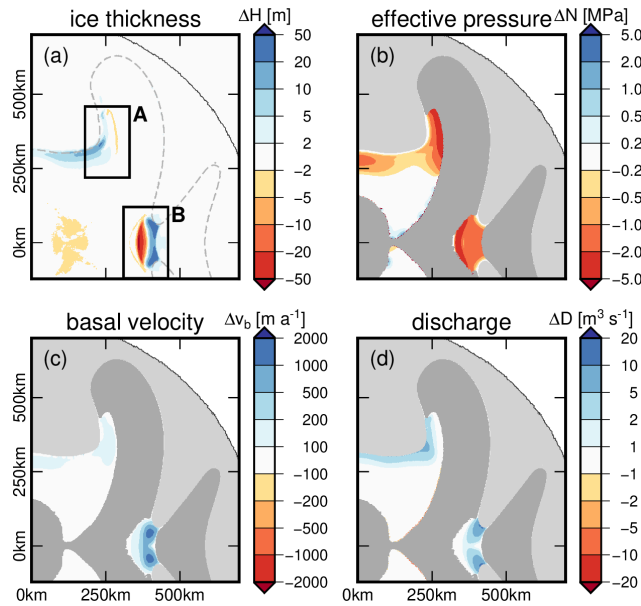 ice thickness
ΔH [m]
effective pressure
ΔN [MPa]
(a)
A
B
500km
250km
0km
50
20
10
5
2
−2
−5
−10
−20
−50
(b)
5.0
2.0
1.0
0.5
0.2
−0.2
−0.5
−1.0
−2.0
−5.0
basal velocity
Δvb [m a⁻¹]
discharge
ΔD [m³ s⁻¹]
(c)
500km
250km
0km
0km
250km
500km
2000
1000
500
200
100
−100
−200
−500
−1000
−2000
(d)
0km
250km
500km
20
10
5
2
1
−1
−2
−5
−10
−20